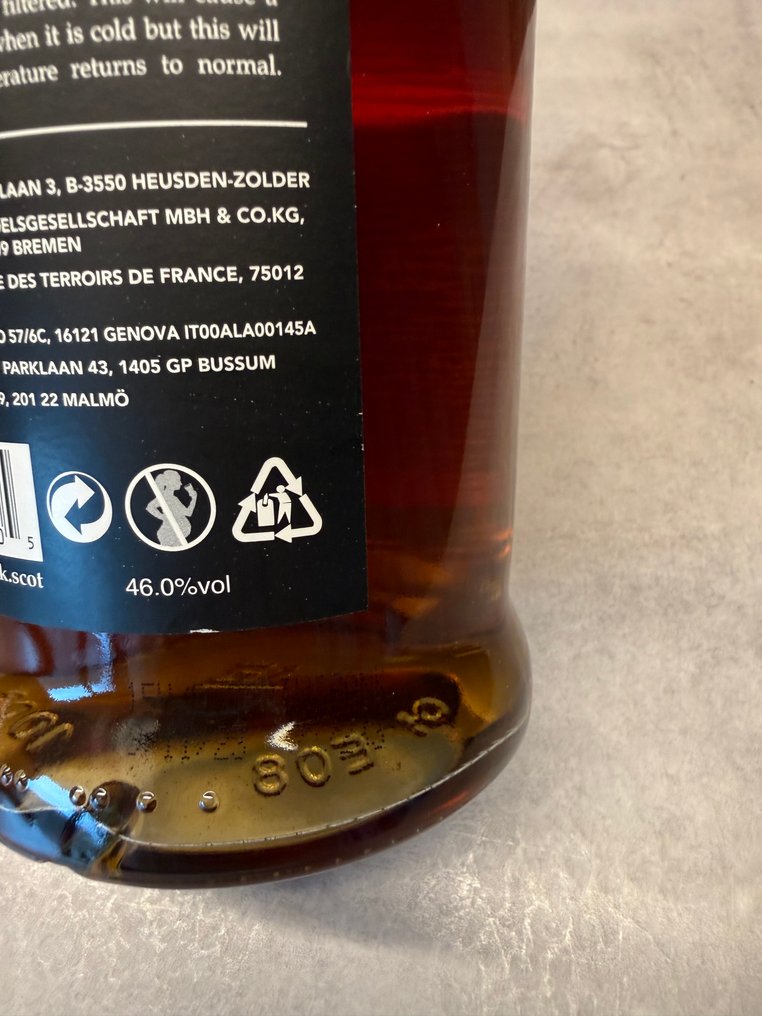 filtered. This will cause a
when it is cold but this will
erature returns to normal.
LAAN 3, B-3550 HEUSDEN-ZOLDER
ELSGESELLSCHAFT MBH & CO.KG,
9 BREMEN
E DES TERROIRS DE FRANCE, 75012
57/6C, 16121 GENOVA IT00ALA00145A
PARKLAAN 43, 1405 GP BUSSUM
9, 201 22 MALMÖ
5
k.scot
46.0%vol